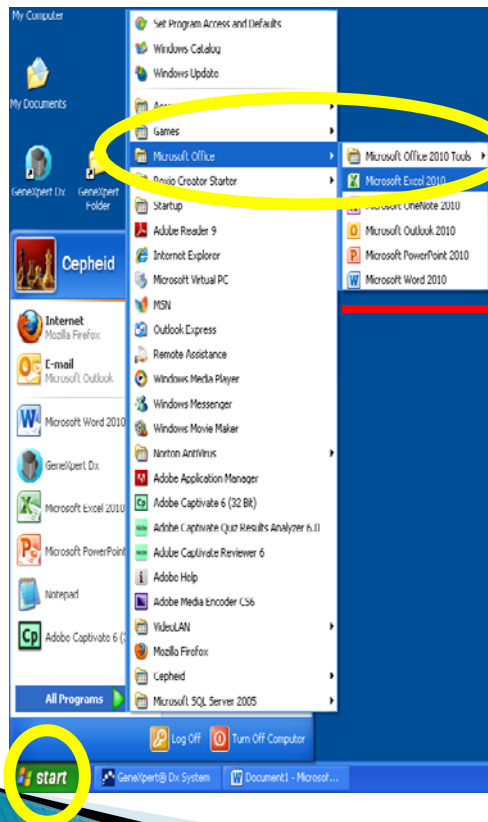 My Computer
My Documents
GeneXpert Dx
GeneXpert
Folder
Cepheid
Internet
Mozilla Firefox
E-mail
Microsoft Outlook
Microsoft Word 2010
GeneXpert Dx
Microsoft Excel 2010
Microsoft PowerPoint
Notepad
Adobe Captivate 6 (
All Programs
Set Program Access and Defaults
Windows Catalog
Windows Update
Games
Microsoft Office
Roxio Creator Starter
Startup
Adobe Reader 9
Internet Explorer
Microsoft Virtual PC
MSN
Outlook Express
Remote Assistance
Windows Media Player
Windows Messenger
Windows Movie Maker
Norton AntiVirus
Adobe Application Manager
Adobe Captivate 6 (32 Bit)
Adobe Captivate Quiz Results Analyzer 6.0
Adobe Captivate Reviewer 6
Adobe Help
Adobe Media Encoder CS6
VideoLAN
Mozilla Firefox
Cepheid
Microsoft SQL Server 2005
Microsoft Office 2010 Tools
Microsoft Excel 2010
Microsoft OneNote 2010
Microsoft Outlook 2010
Microsoft PowerPoint 2010
Microsoft Word 2010
Log Off
Turn Off Computer
start
GeneXpert® Dx System
Document1 - Microsof...